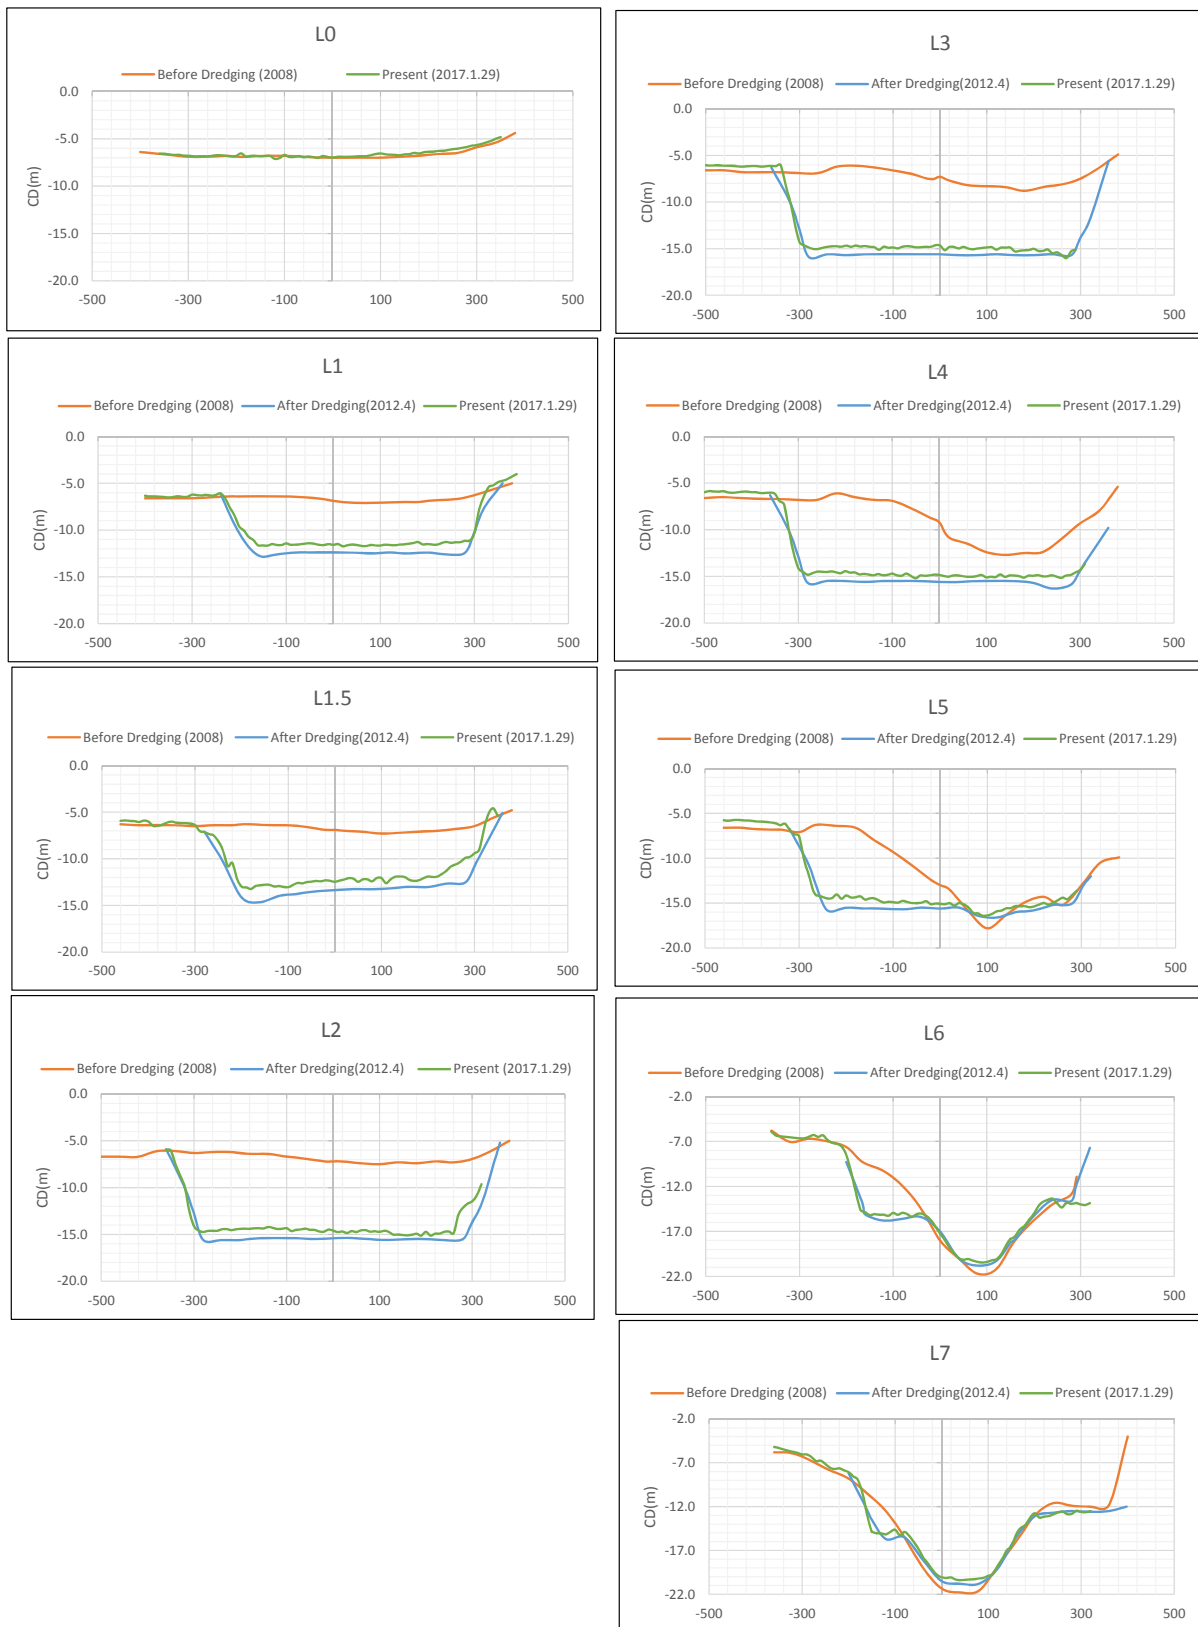 L0
Before Dredging (2008) Present (2017.1.29)
0.0
-5.0
-10.0
-15.0
-20.0
CD(m)
-500 -300 -100 100 300 500
L1
Before Dredging (2008) After Dredging(2012.4) Present (2017.1.29)
0.0
-5.0
-10.0
-15.0
-20.0
CD(m)
-500 -300 -100 100 300 500
L1.5
Before Dredging (2008) After Dredging(2012.4) Present (2017.1.29)
0.0
-5.0
-10.0
-15.0
-20.0
CD(m)
-500 -300 -100 100 300 500
L2
Before Dredging (2008) After Dredging(2012.4) Present (2017.1.29)
0.0
-5.0
-10.0
-15.0
-20.0
CD(m)
-500 -300 -100 100 300 500
L3
Before Dredging (2008) After Dredging(2012.4) Present (2017.1.29)
0.0
-5.0
-10.0
-15.0
-20.0
CD(m)
-500 -300 -100 100 300 500
L4
Before Dredging (2008) After Dredging(2012.4) Present (2017.1.29)
0.0
-5.0
-10.0
-15.0
-20.0
CD(m)
-500 -300 -100 100 300 500
L5
Before Dredging (2008) After Dredging(2012.4) Present (2017.1.29)
0.0
-5.0
-10.0
-15.0
-20.0
CD(m)
-500 -300 -100 100 300 500
L6
Before Dredging (2008) After Dredging(2012.4) Present (2017.1.29)
-2.0
-7.0
-12.0
-17.0
-22.0
CD(m)
-500 -300 -100 100 300 500
L7
Before Dredging (2008) After Dredging(2012.4) Present (2017.1.29)
-2.0
-7.0
-12.0
-17.0
-22.0
CD(m)
-500 -300 -100 100 300 500